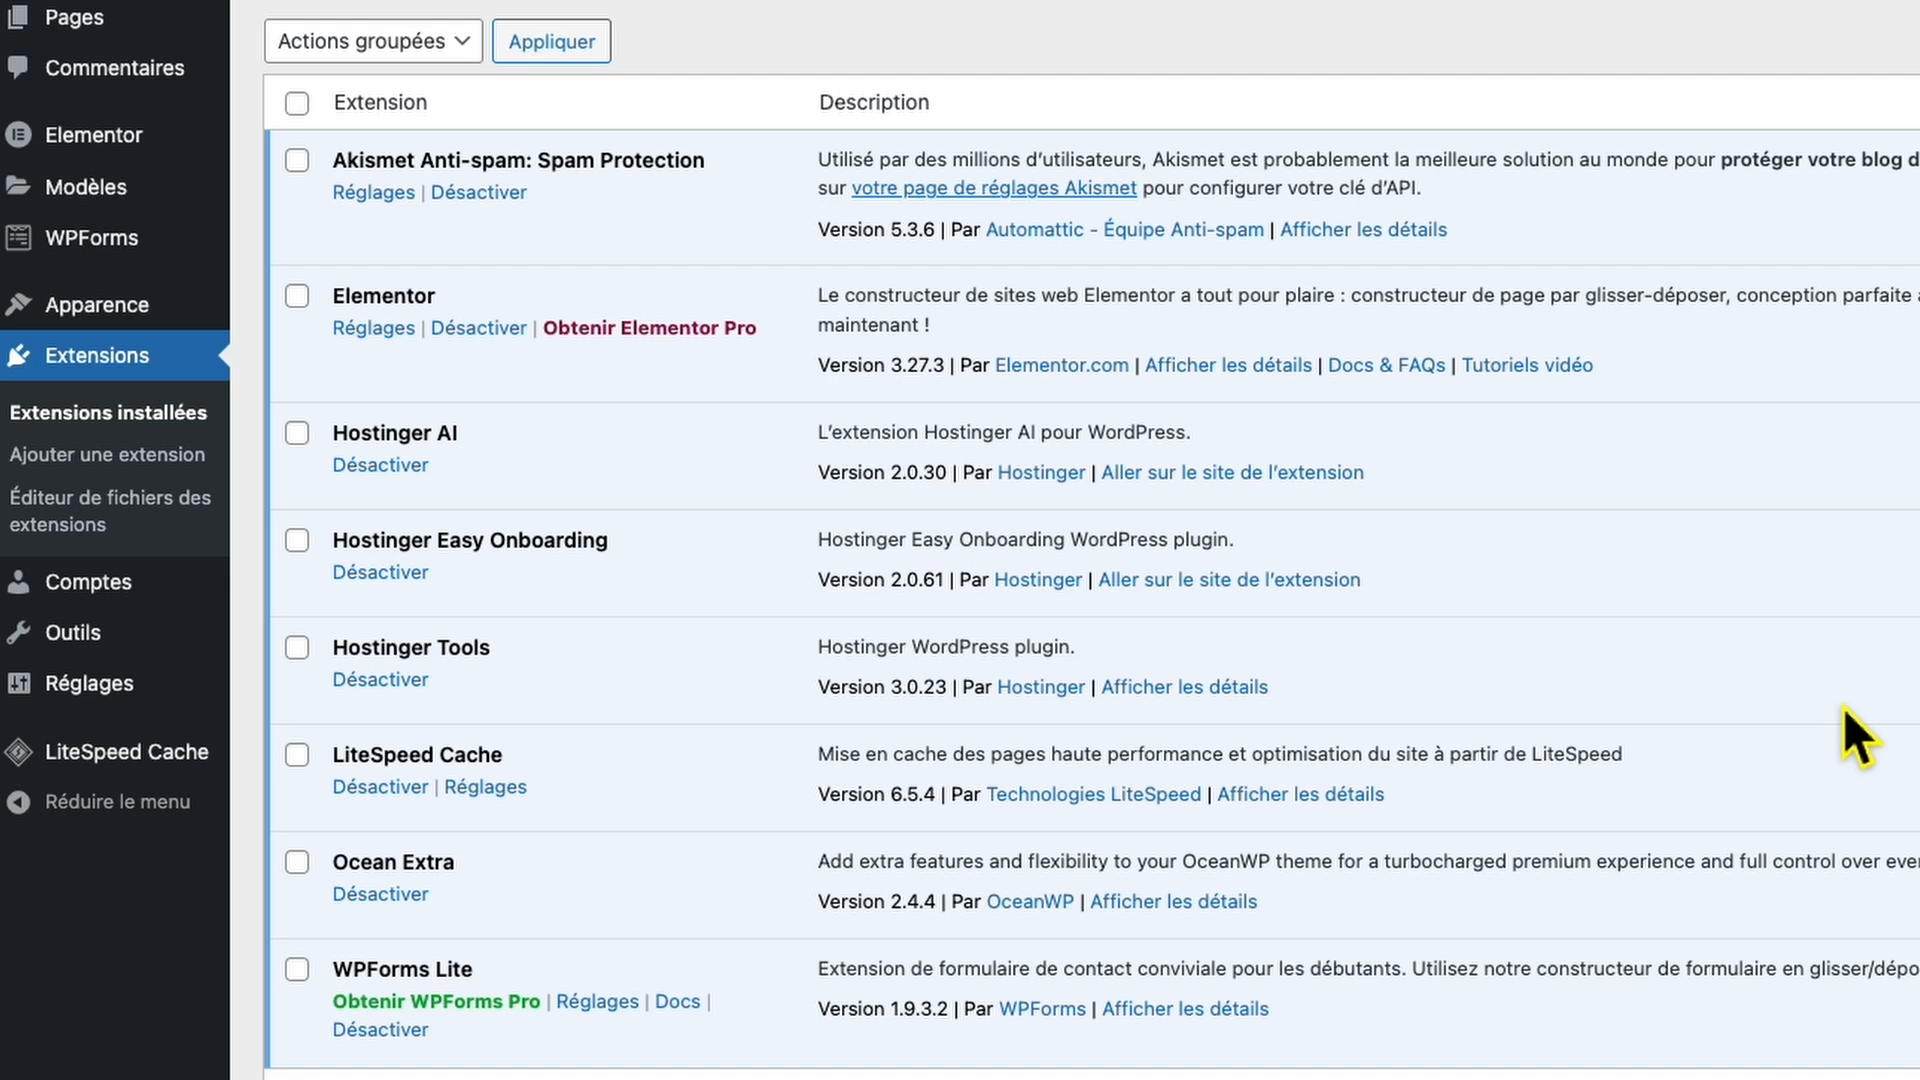 Pages
Commentaires
Elementor
Modèles
WPForms
Apparence
Extensions
Extensions installées
Ajouter une extension
Éditeur de fichiers des
extensions
Comptes
Outils
Réglages
LiteSpeed Cache
Réduire le menu
Actions groupées
Appliquer
Extension
Description
Akismet Anti-spam: Spam Protection
Réglages | Désactiver
Utilisé par des millions d’utilisateurs, Akismet est probablement la meilleure solution au monde pour protéger votre blog d
sur votre page de réglages Akismet pour configurer votre clé d’API.
Version 5.3.6 | Par Automattic - Équipe Anti-spam | Afficher les détails
Elementor
Réglages | Désactiver | Obtenir Elementor Pro
Le constructeur de sites web Elementor a tout pour plaire : constructeur de page par glisser-déposer, conception parfaite
maintenant !
Version 3.27.3 | Par Elementor.com | Afficher les détails | Docs & FAQs | Tutoriels vidéo
Hostinger AI
Désactiver
L’extension Hostinger AI pour WordPress.
Version 2.0.30 | Par Hostinger | Aller sur le site de l’extension
Hostinger Easy Onboarding
Désactiver
Hostinger Easy Onboarding WordPress plugin.
Version 2.0.61 | Par Hostinger | Aller sur le site de l’extension
Hostinger Tools
Désactiver
Hostinger WordPress plugin.
Version 3.0.23 | Par Hostinger | Afficher les détails
LiteSpeed Cache
Désactiver | Réglages
Mise en cache des pages haute performance et optimisation du site à partir de LiteSpeed
Version 6.5.4 | Par Technologies LiteSpeed | Afficher les détails
Ocean Extra
Désactiver
Add extra features and flexibility to your OceanWP theme for a turbocharged premium experience and full control over eve
Version 2.4.4 | Par OceanWP | Afficher les détails
WPForms Lite
Obtenir WPForms Pro | Réglages | Docs |
Désactiver
Extension de formulaire de contact conviviale pour les débutants. Utilisez notre constructeur de formulaire en glisser/dépo
Version 1.9.3.2 | Par WPForms | Afficher les détails